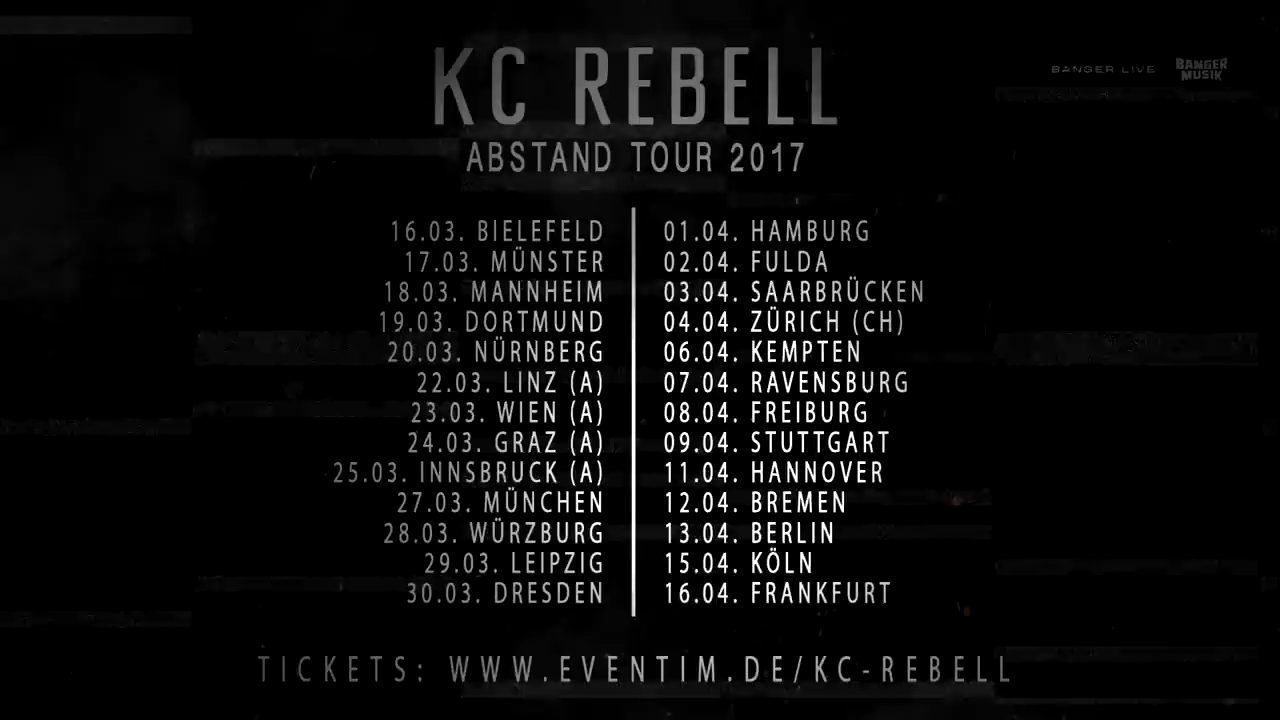 KC REBELL
BANGER LIVE
BANGER MUSIK
ABSTAND TOUR 2017
16.03. BIELEFELD
17.03. MÜNSTER
18.03. MANNHEIM
19.03. DORTMUND
20.03. NÜRNBERG
22.03. LINZ (A)
23.03. WIEN (A)
24.03. GRAZ (A)
25.03. INNSBRUCK (A)
27.03. MÜNCHEN
28.03. WÜRZBURG
29.03. LEIPZIG
30.03. DRESDEN
01.04. HAMBURG
02.04. FULDA
03.04. SAARBRÜCKEN
04.04. ZÜRICH (CH)
06.04. KEMPTEN
07.04. RAVENSBURG
08.04. FREIBURG
09.04. STUTTGART
11.04. HANNOVER
12.04. BREMEN
13.04. BERLIN
15.04. KÖLN
16.04. FRANKFURT
TICKETS: WWW.EVENTIM.DE/KC-REBELL